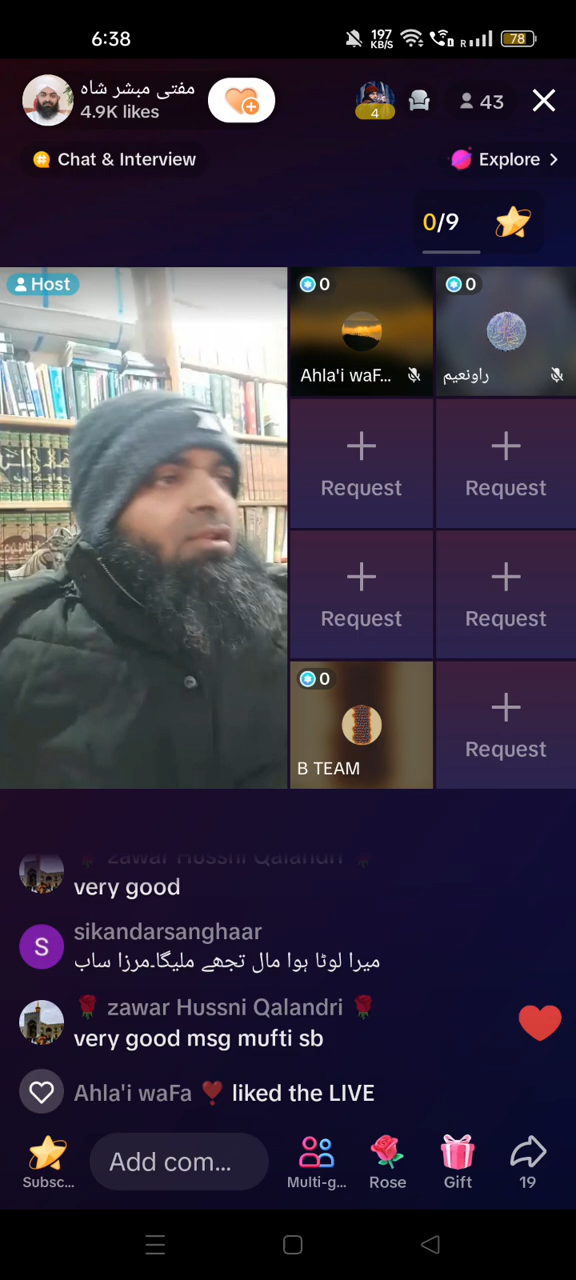 6:38
197
KB/S
R
78
مفتی مبشر شاہ
4.9K likes
4
43
Chat & Interview
Explore
0/9
Host
0
0
Ahla'i waF...
راونعیم
Request
Request
Request
Request
0
B TEAM
Request
zawar Hussni Qalandri
very good
S
sikandarsanghaar
میرا لوٹا ہوا مال تجھے ملیگا۔مرزا ساب
zawar Hussni Qalandri
very good msg mufti sb
Ahla'i waFa liked the LIVE
Subsc...
Add com...
Multi-g...
Rose
Gift
19